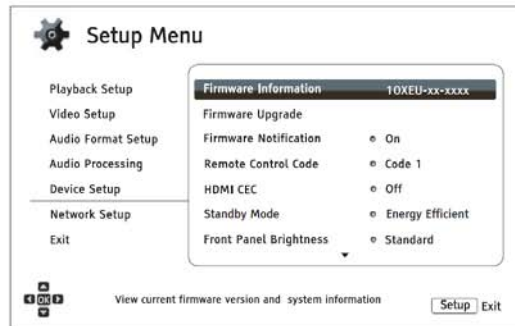 Setup Menu
Playback Setup
Video Setup
Audio Format Setup
Audio Processing
Device Setup
Network Setup
Exit
Firmware Information 10XEU-xx-xxxx
Firmware Upgrade
Firmware Notification On
Remote Control Code Code 1
HDMI CEC Off
Standby Mode Energy Efficient
Front Panel Brightness Standard
OK View current firmware version and system information Setup Exit